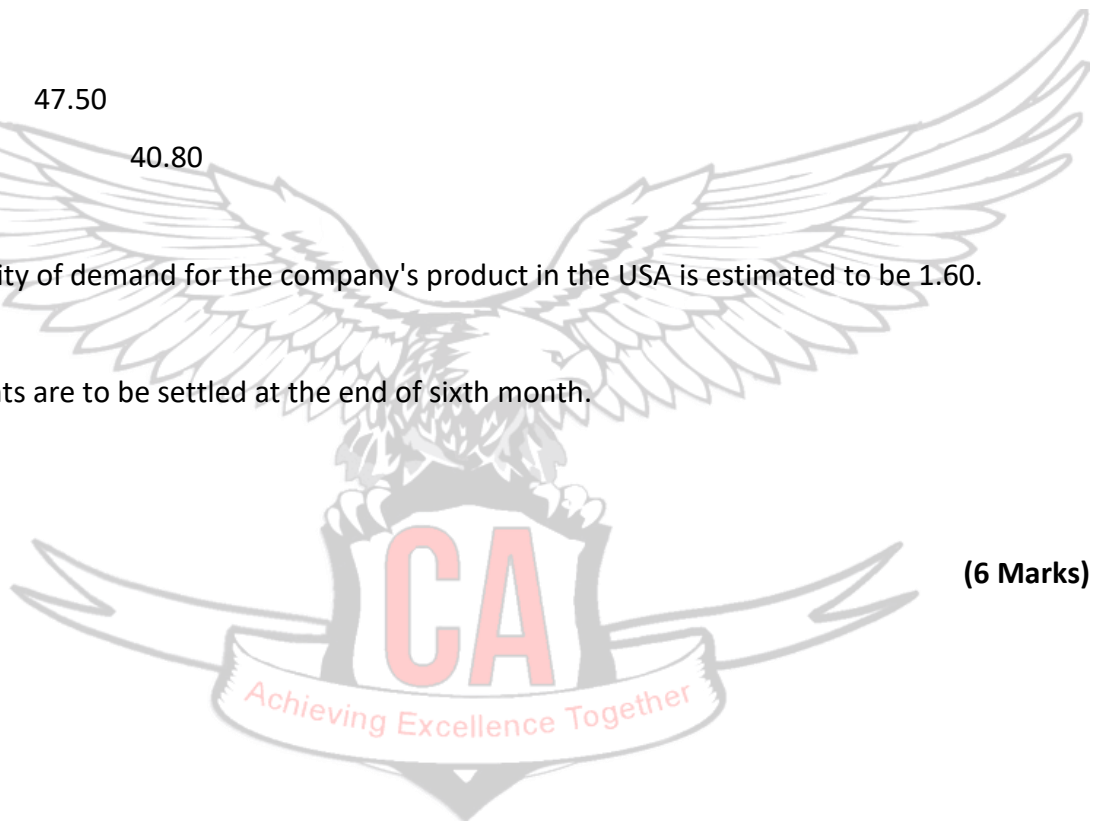 47.50
40.80
ity of demand for the company's product in the USA is estimated to be 1.60.
ts are to be settled at the end of sixth month.
(6 Marks)
CA
Achieving Excellence Together